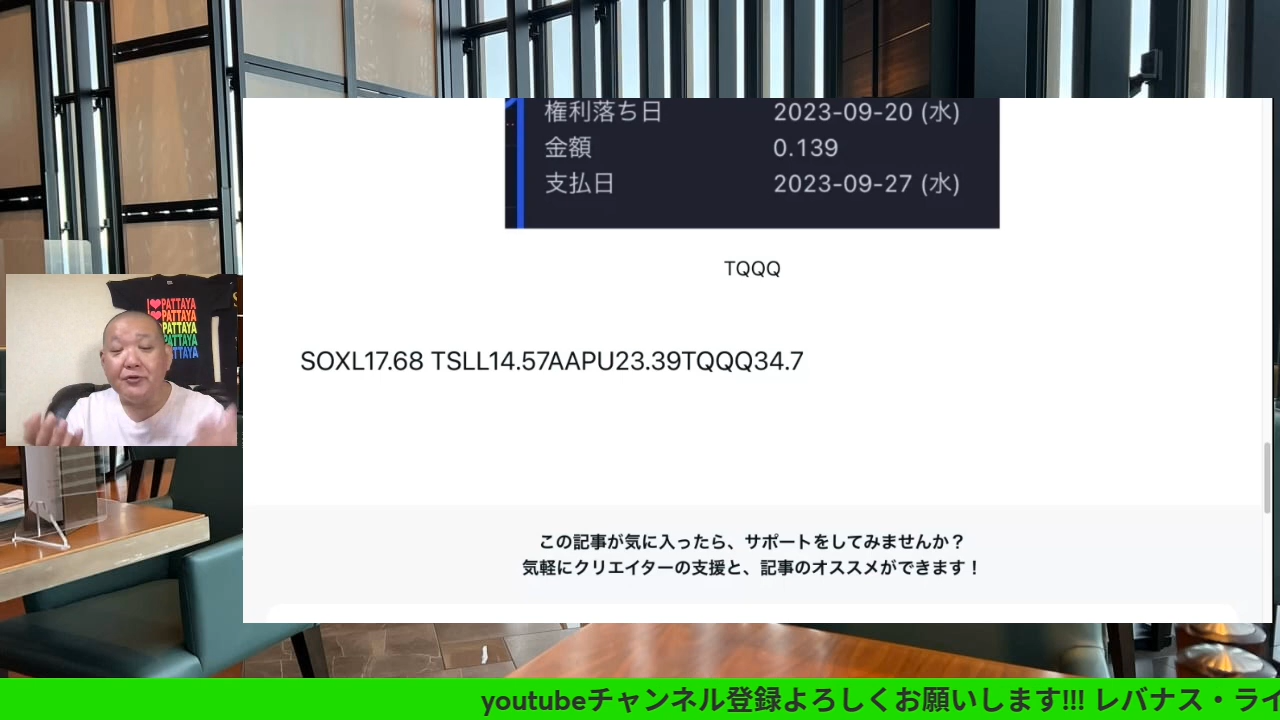 権利落ち日 2023-09-20 (水)
金額 0.139
支払日 2023-09-27 (水)
TQQQ
SOXL17.68 TSLL14.57AAPU23.39TQQQ34.7
I❤PATTAYA
I❤PATTAYA
PATTAYA
PATTAYA
TTAYA
この記事が気に入ったら、サポートをしてみませんか？
気軽にクリエイターの支援と、記事のオススメができます！
youtubeチャンネル登録よろしくお願いします!!! レバナス・ライ